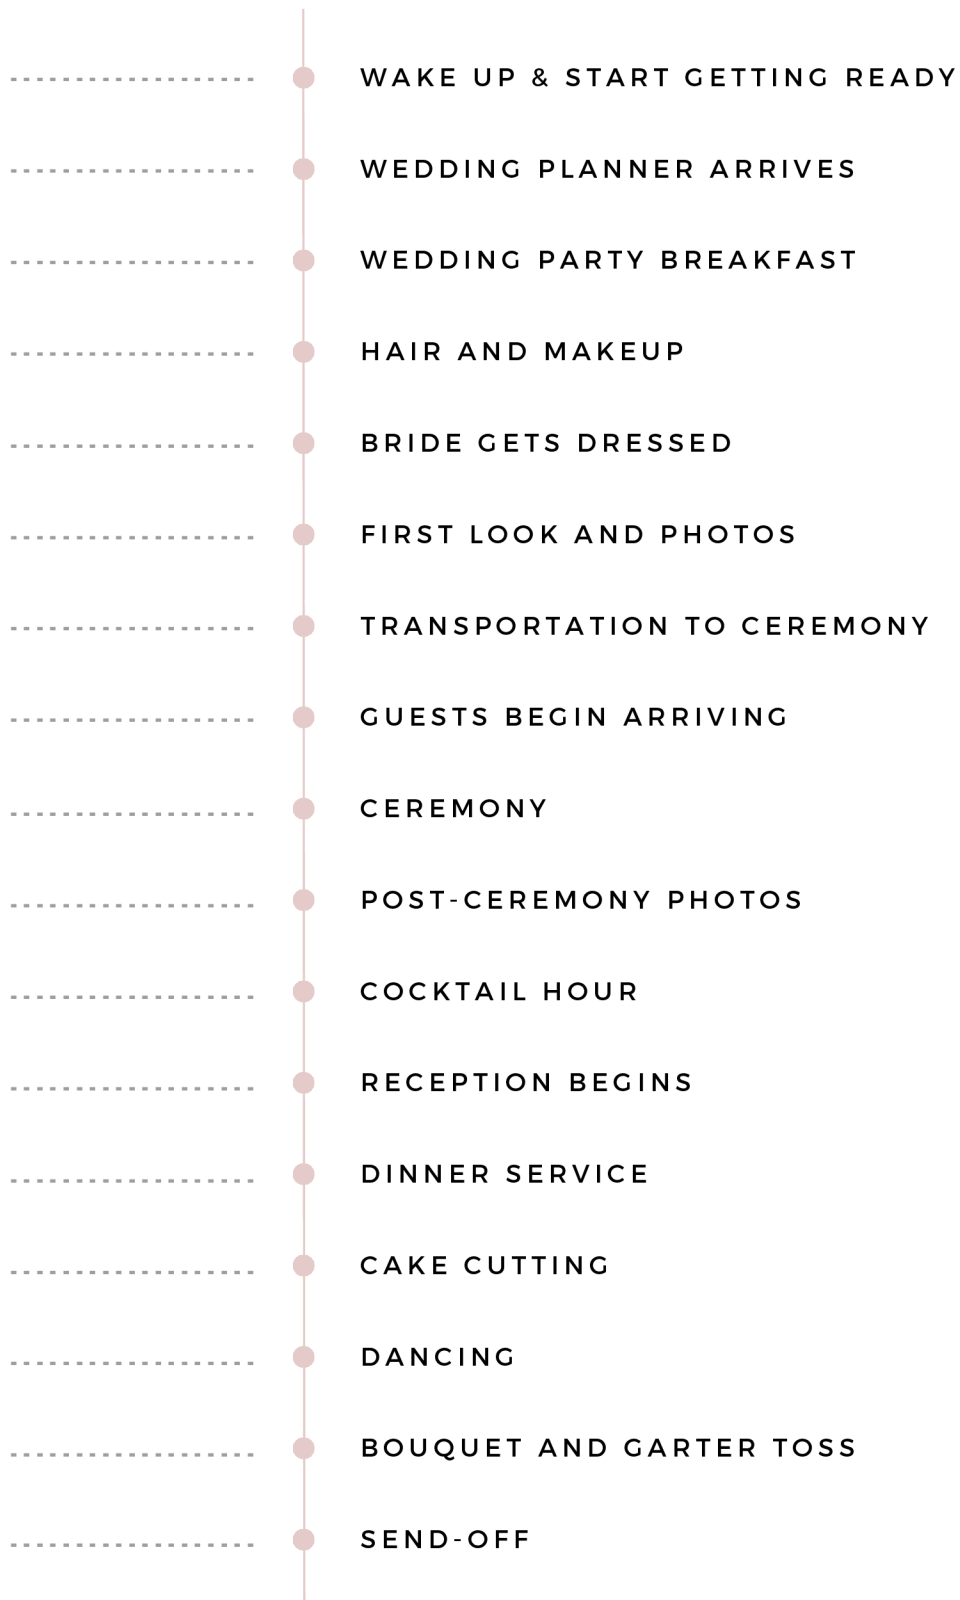 WAKE UP & START GETTING READY
WEDDING PLANNER ARRIVES
WEDDING PARTY BREAKFAST
HAIR AND MAKEUP
BRIDE GETS DRESSED
FIRST LOOK AND PHOTOS
TRANSPORTATION TO CEREMONY
GUESTS BEGIN ARRIVING
CEREMONY
POST-CEREMONY PHOTOS
COCKTAIL HOUR
RECEPTION BEGINS
DINNER SERVICE
CAKE CUTTING
DANCING
BOUQUET AND GARTER TOSS
SEND-OFF